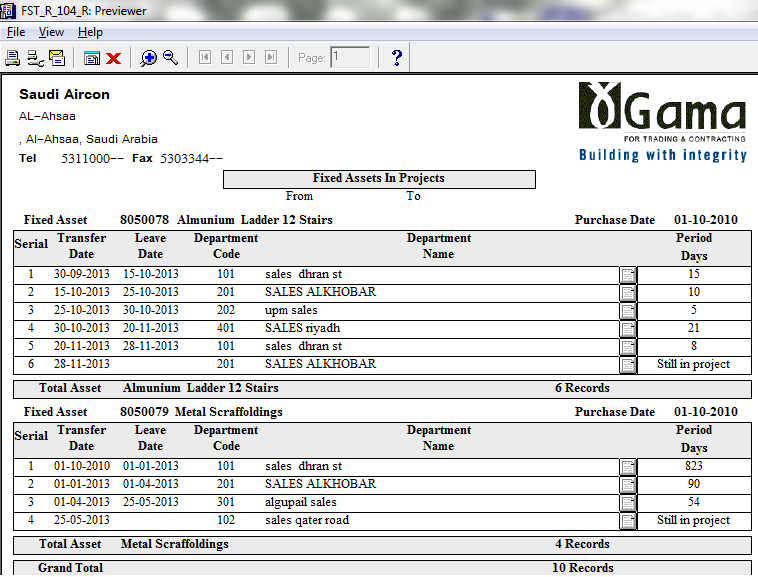 FST_R_104_R: Previewer
File View Help
Page: 1 ?
Saudi Aircon
AL-Ahsaa
, Al-Ahsaa, Saudi Arabia
Tel 5311000-- Fax 5303344--
Gama
FOR TRADING & CONTRACTING
Building with integrity
Fixed Assets In Projects
From To
Fixed Asset 8050078 Almunium Ladder 12 Stairs Purchase Date 01-10-2010
Serial Transfer Date Leave Date Department Code Department Name Period Days
1 30-09-2013 15-10-2013 101 sales dhran st 15
2 15-10-2013 25-10-2013 201 SALES ALKHOBAR 10
3 25-10-2013 30-10-2013 202 upm sales 5
4 30-10-2013 20-11-2013 401 SALES riyadh 21
5 20-11-2013 28-11-2013 101 sales dhran st 8
6 28-11-2013 201 SALES ALKHOBAR Still in project
Total Asset Almunium Ladder 12 Stairs 6 Records
Fixed Asset 8050079 Metal Scraffoldings Purchase Date 01-10-2010
Serial Transfer Date Leave Date Department Code Department Name Period Days
1 01-10-2010 01-01-2013 101 sales dhran st 823
2 01-01-2013 01-04-2013 201 SALES ALKHOBAR 90
3 01-04-2013 25-05-2013 301 algupail sales 54
4 25-05-2013 102 sales qater road Still in project
Total Asset Metal Scraffoldings 4 Records
Grand Total 10 Records